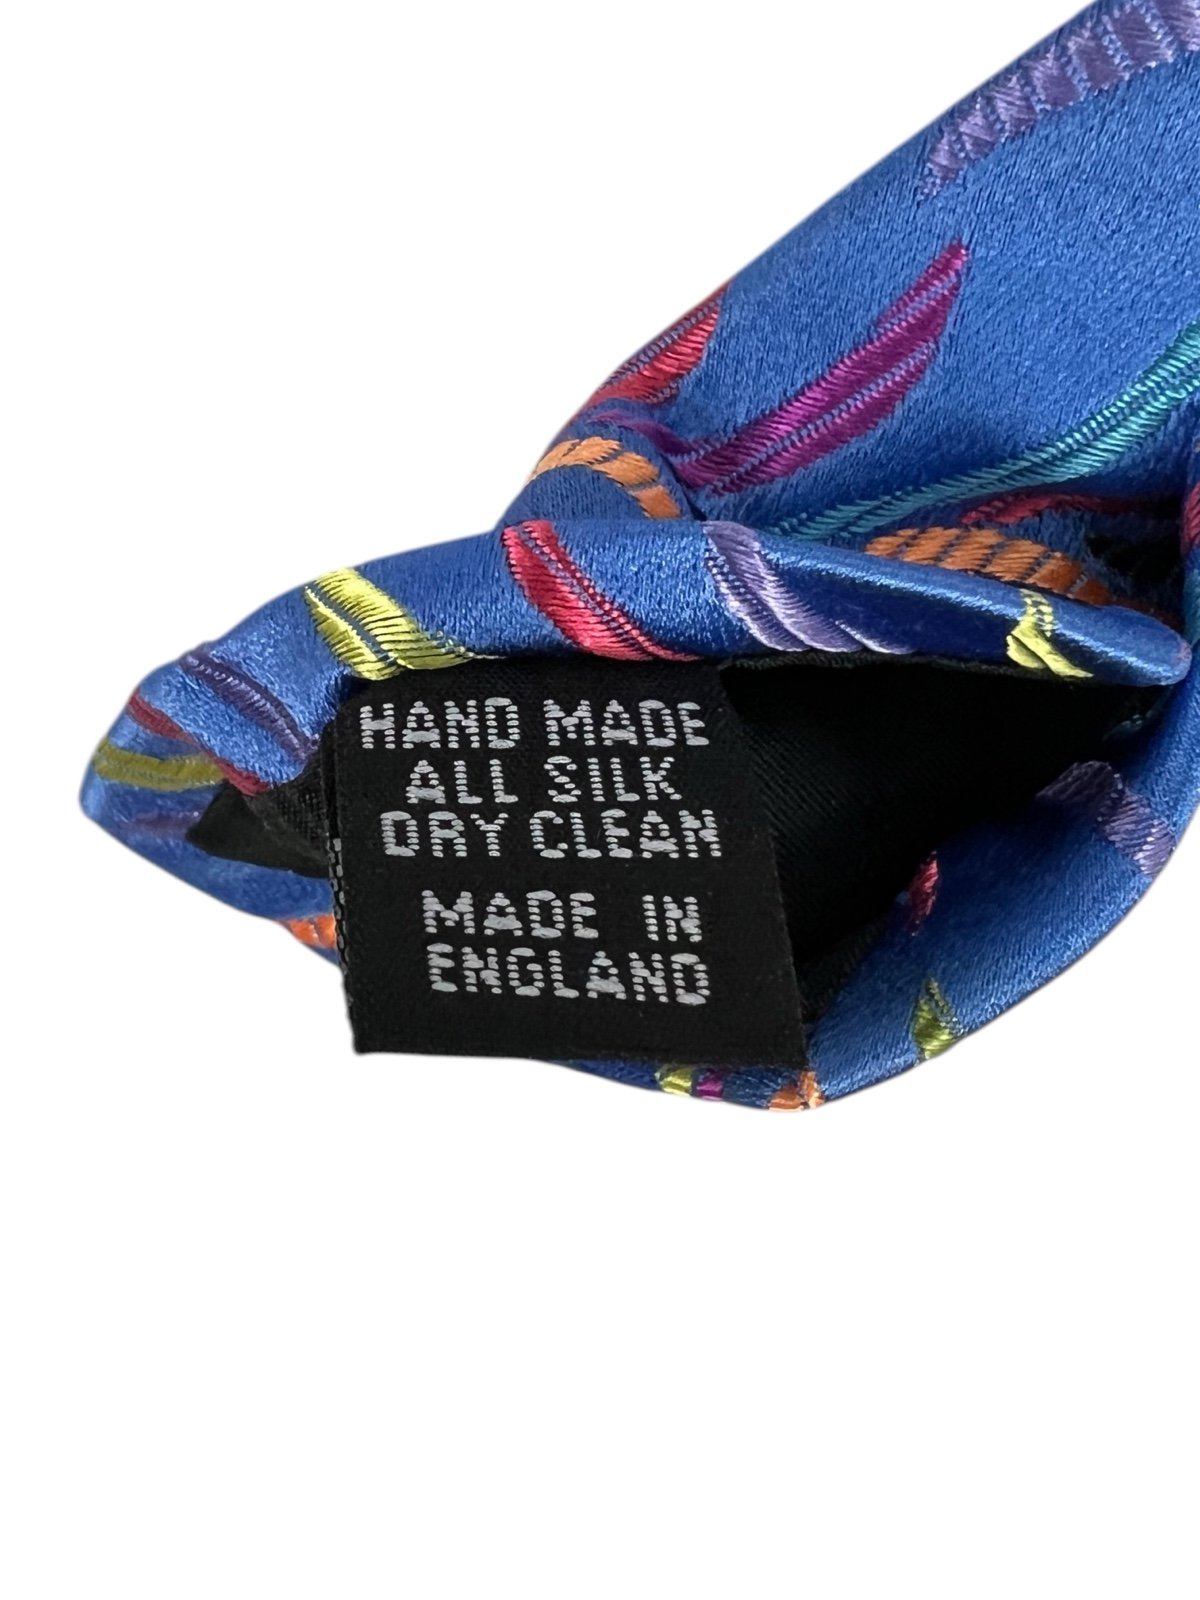 HAND MADE
ALL SILK
DRY CLEAN
MADE IN
ENGLAND